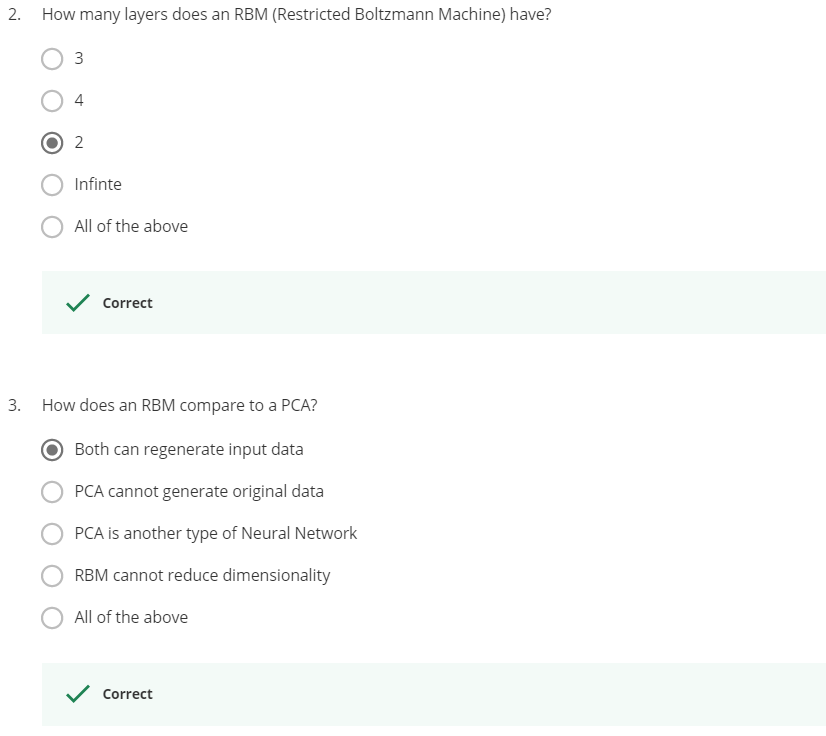 2. How many layers does an RBM (Restricted Boltzmann Machine) have?
3
4
2
Infinte
All of the above
Correct
3. How does an RBM compare to a PCA?
Both can regenerate input data
PCA cannot generate original data
PCA is another type of Neural Network
RBM cannot reduce dimensionality
All of the above
Correct